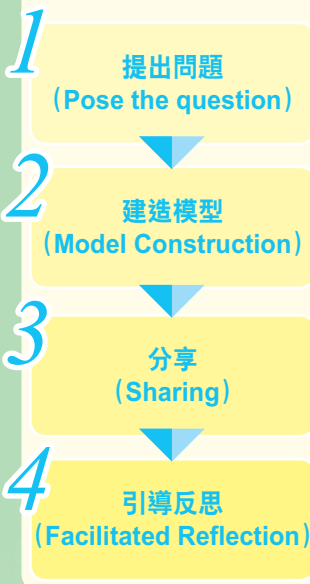 1
提出問題
(Pose the question)
2
建造模型
(Model Construction)
3
分享
(Sharing)
4
引導反思
(Facilitated Reflection)